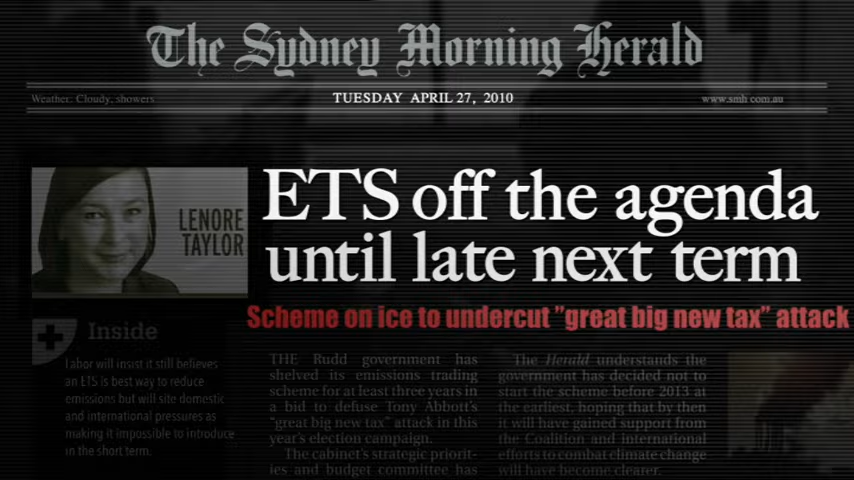 The Sydney Morning Herald
Weather: Cloudy, showers
TUESDAY APRIL 27, 2010
www.smh.com.au
LENORE
TAYLOR
ETS off the agenda
until late next term
Scheme on ice to undercut "great big new tax" attack
Inside
Labor will insist it still believes
an ETS is best way to reduce
emissions but will site domestic
and international pressures as
making it impossible to introduce
in the short term.
THE Rudd government has
shelved its emissions trading
scheme for at least three years in
a bid to defuse Tony Abbott's
"great big new tax" attack in this
year's election campaign.
The cabinet's strategic priorit-
ies and budget committee has
The Herald understands the
government has decided not to
start the scheme before 2013 at
the earliest, hoping that by then
it will have gained support from
the Coalition and international
efforts to combat climate change
will have become clearer.